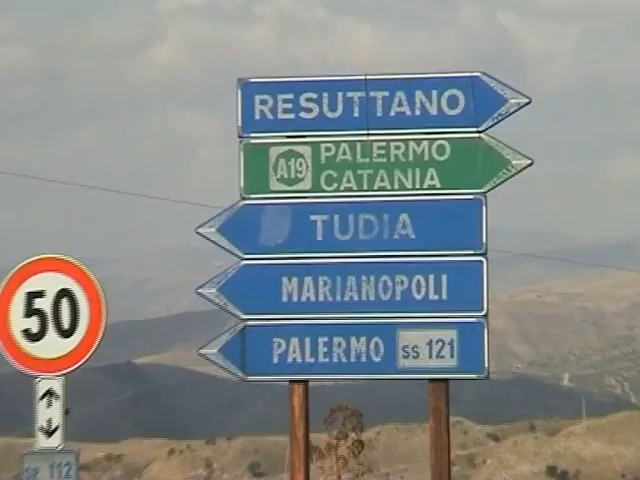 RESUTTANO
A19 PALERMO
CATANIA
TUDIA
MARIANOPOLI
PALERMO SS 121
50
SP 112